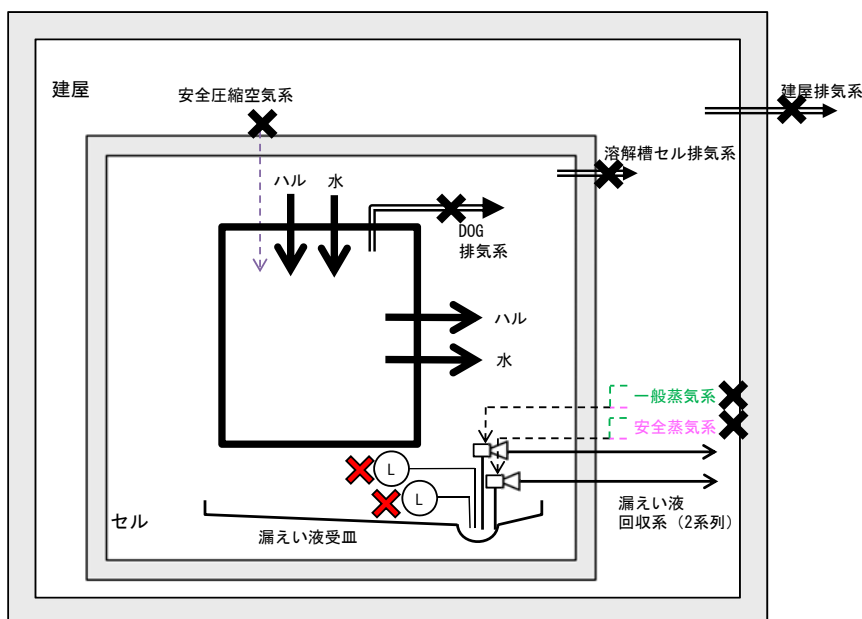 建屋
安全圧縮空気系
建屋排気系
溶解槽セル排気系
ハル
水
DOG
排気系
ハル
水
一般蒸気系
安全蒸気系
L
L
漏えい液
回収系（2系列）
セル
漏えい液受皿